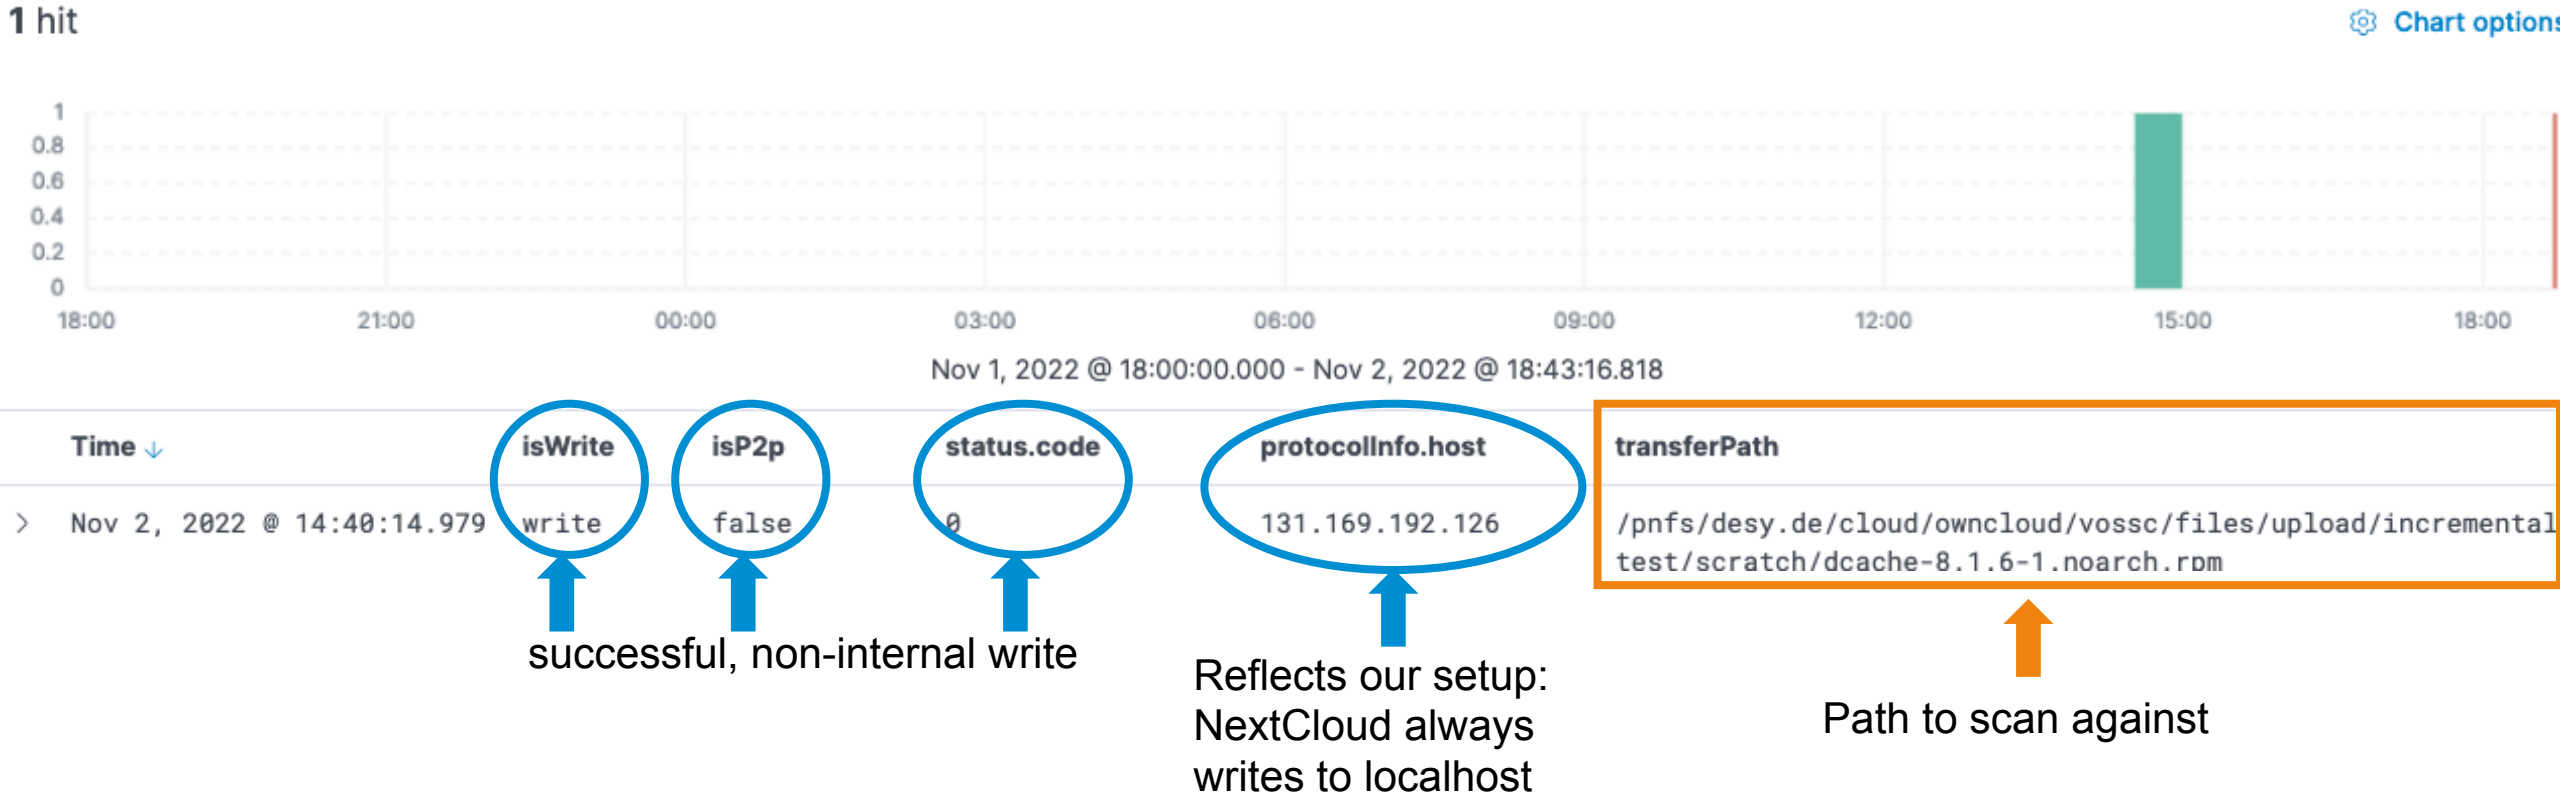 1 hit
Chart options
1
0.8
0.6
0.4
0.2
0
18:00 21:00 00:00 03:00 06:00 09:00 12:00 15:00 18:00
Nov 1, 2022 @ 18:00:00.000 - Nov 2, 2022 @ 18:43:16.818
Time isWrite isP2p status.code protocolInfo.host transferPath
Nov 2, 2022 @ 14:40:14.979 write false 0 131.169.192.126 /pnfs/desy.de/cloud/owncloud/vossc/files/upload/incremental
test/scratch/dcache-8.1.6-1.noarch.rpm
successful, non-internal write
Reflects our setup:
NextCloud always
writes to localhost
Path to scan against